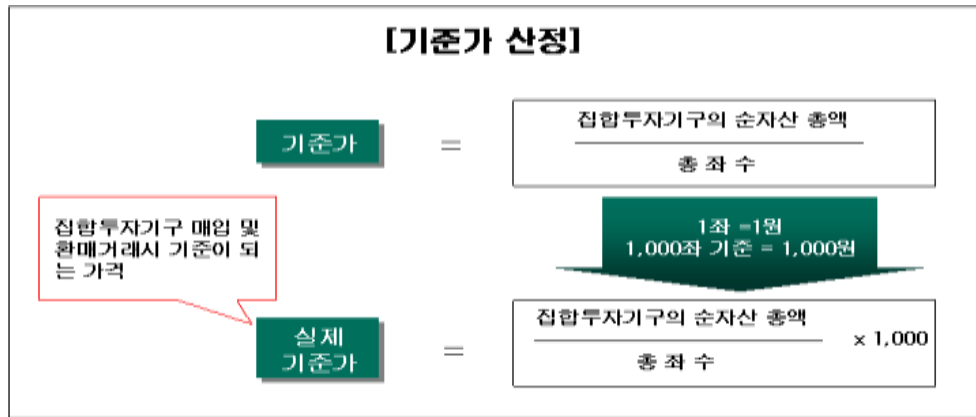 [기준가 산정]
기준가
=
집합투자기구의 순자산 총액
총 좌 수
집합투자기구 매입 및
환매거래시 기준이 되
는 가격
1좌 =1원
1,000좌 기준 = 1,000원
실제
기준가
=
집합투자기구의 순자산 총액
총 좌 수
x 1,000